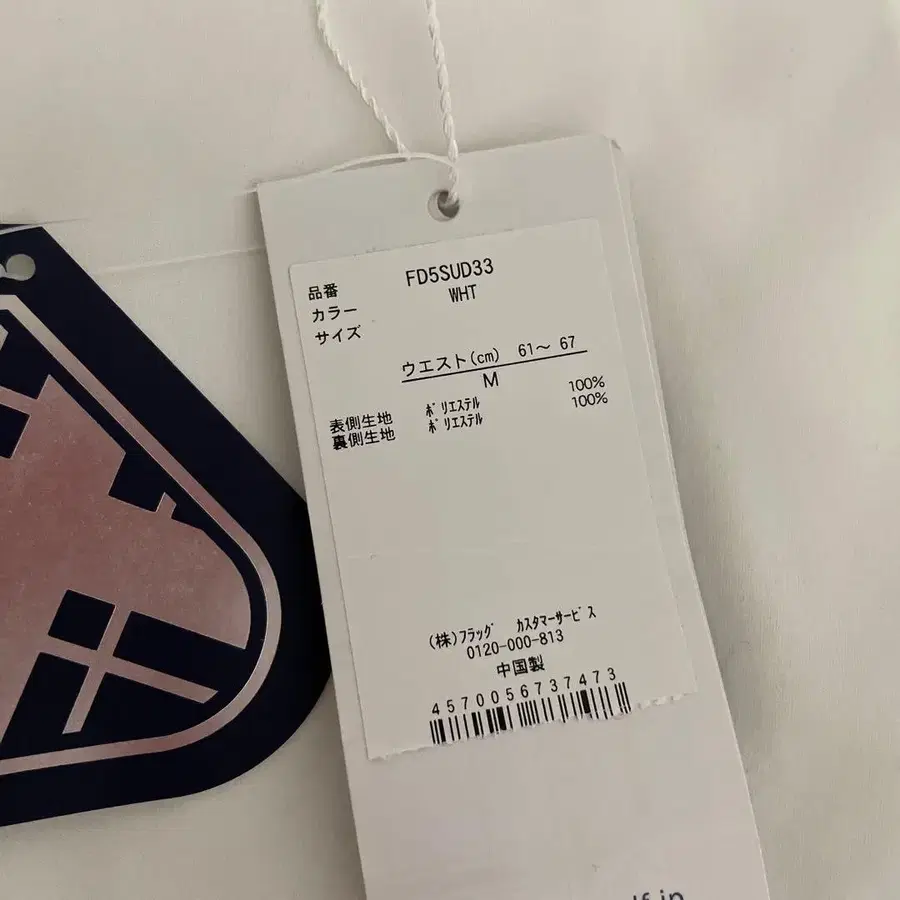 品番 FD5SUD33
カラー WHT
サイズ
ウエスト(cm) 61〜 67
M
表側生地 ﾎﾟﾘｴｽﾃﾙ 100%
裏側生地 ﾎﾟﾘｴｽﾃﾙ 100%
(株)ﾌﾗｯｸﾞ ｶｽﾀﾏｰｻｰﾋﾞｽ
0120-000-813
中国製
4570056737473